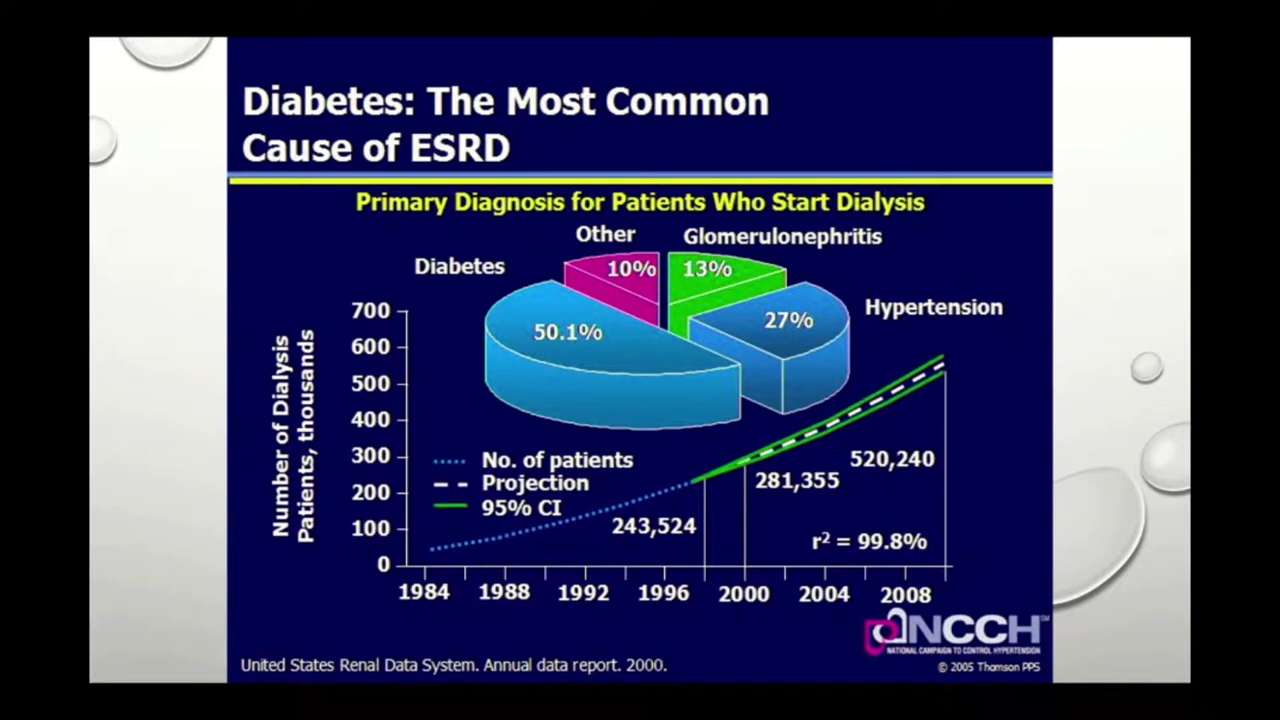 Diabetes: The Most Common
Cause of ESRD
Primary Diagnosis for Patients Who Start Dialysis
Other
Glomerulonephritis
Diabetes
10%
13%
Hypertension
50.1%
27%
Number of Dialysis
Patients, thousands
700
600
500
400
300
200
100
0
No. of patients
Projection
95% CI
243,524
281,355
520,240
r² = 99.8%
1984 1988 1992 1996 2000 2004 2008
NCCH SM
NATIONAL CAMPAIGN TO CONTROL HYPERTENSION
United States Renal Data System. Annual data report. 2000.
© 2005 Thomson PPS